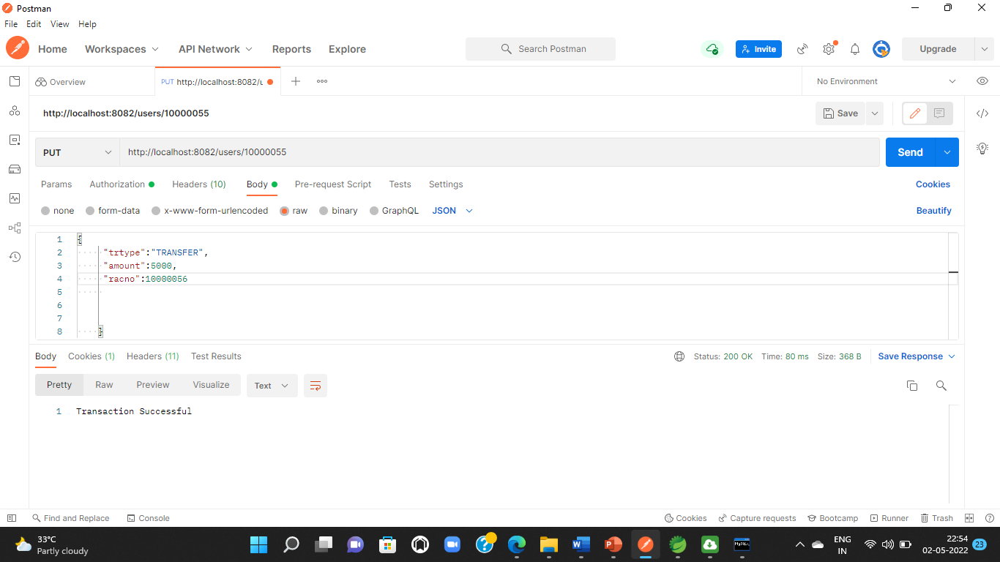 Postman
File Edit View Help
Home Workspaces API Network Reports Explore Search Postman Invite Upgrade
Overview PUT http://localhost:8082/u No Environment
http://localhost:8082/users/10000055 Save
PUT http://localhost:8082/users/10000055 Send
Params Authorization Headers (10) Body Pre-request Script Tests Settings Cookies
none form-data x-www-form-urlencoded raw binary GraphQL JSON Beautify
1 {
2 "trtype":"TRANSFER",
3 "amount":5000,
4 "racno":10000056
5
6
7
8 }
Body Cookies (1) Headers (11) Test Results Status: 200 OK Time: 80 ms Size: 368 B Save Response
Pretty Raw Preview Visualize Text
1 Transaction Successful
Find and Replace Console Cookies Capture requests Bootcamp Runner Trash
33°C
Partly cloudy
ENG
IN
22:54
02-05-2022
23